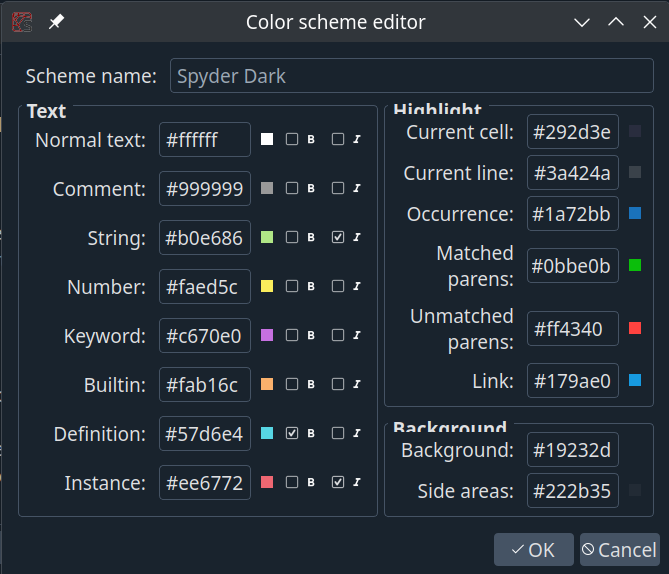 Color scheme editor
Scheme name: Spyder Dark
Text
Normal text: #ffffff B I
Comment: #999999 B I
String: #b0e686 B I
Number: #faed5c B I
Keyword: #c670e0 B I
Builtin: #fab16c B I
Definition: #57d6e4 B I
Instance: #ee6772 B I
Highlight
Current cell: #292d3e
Current line: #3a424a
Occurrence: #1a72bb
Matched
parens: #0bbe0b
Unmatched
parens: #ff4340
Link: #179ae0
Background
Background: #19232d
Side areas: #222b35
OK Cancel